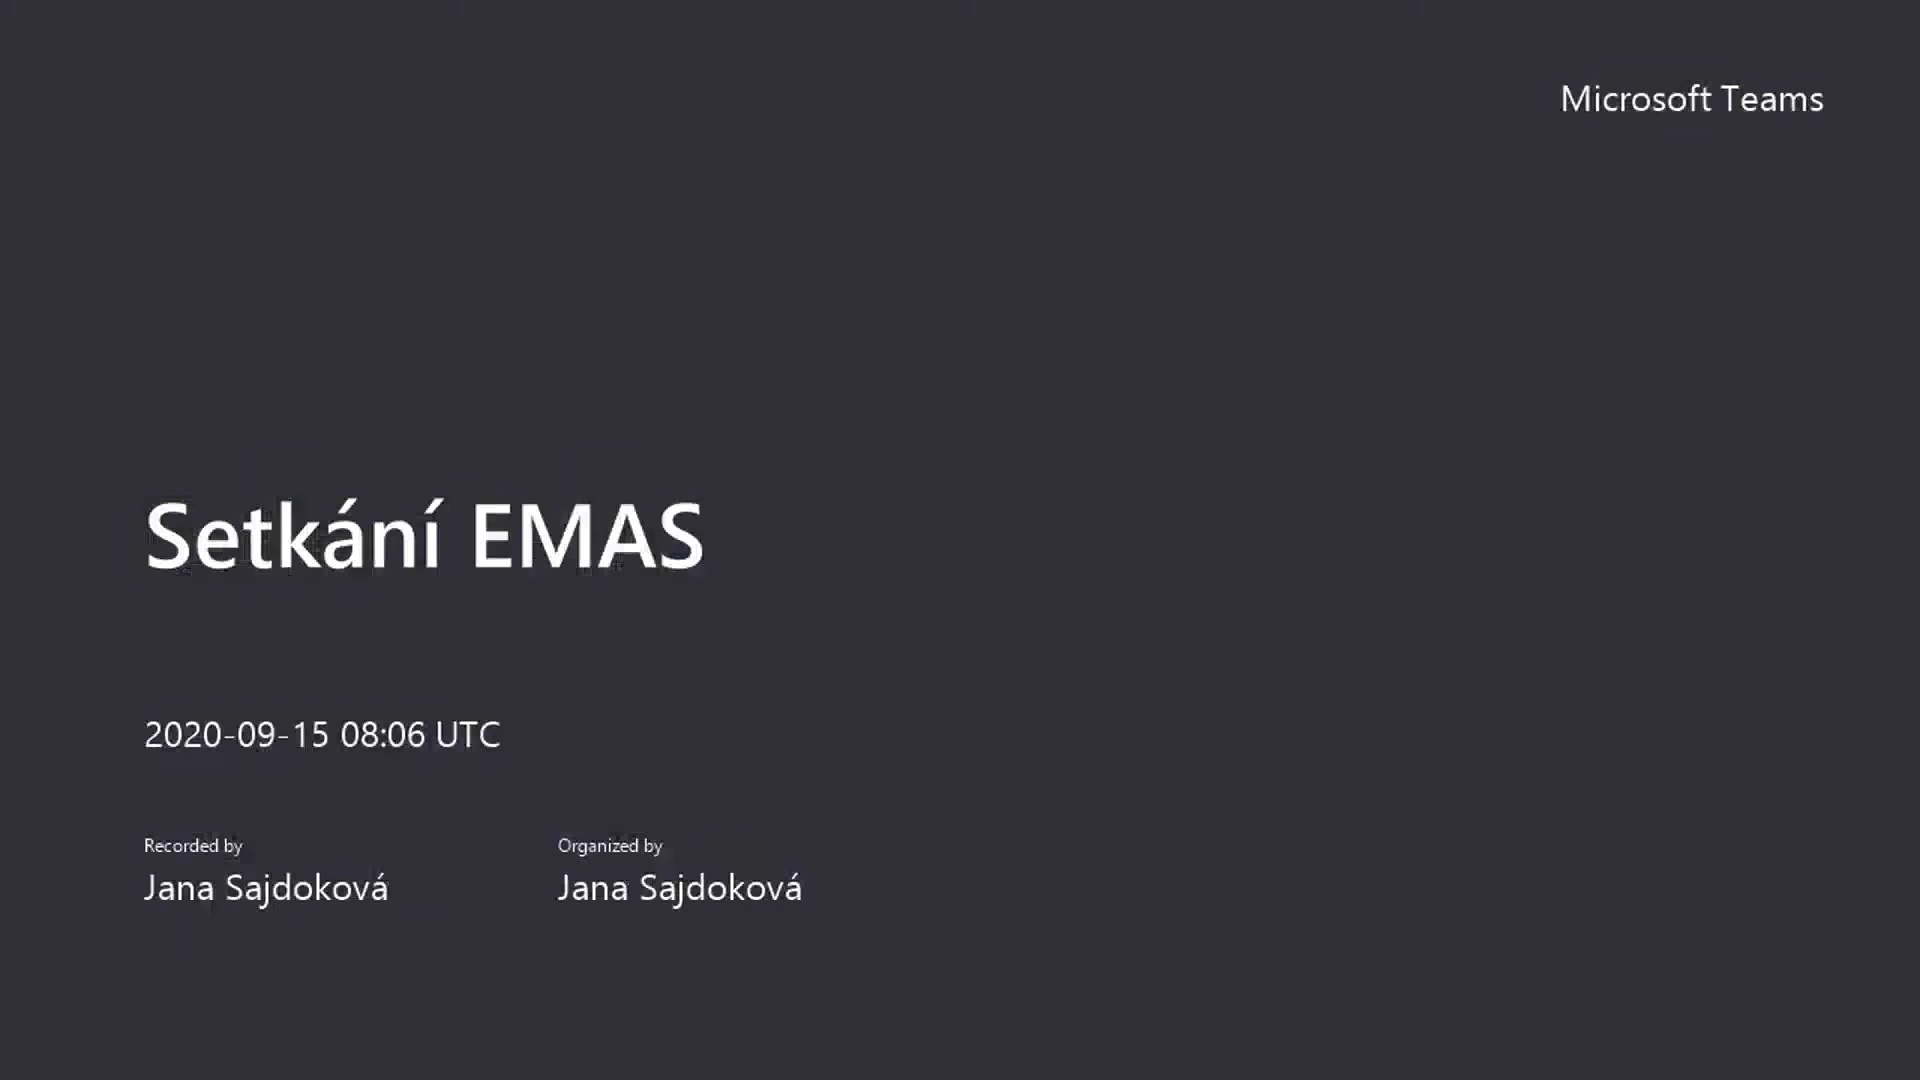 Microsoft Teams
Setkání EMAS
2020-09-15 08:06 UTC
Recorded by
Jana Sajdoková
Organized by
Jana Sajdoková